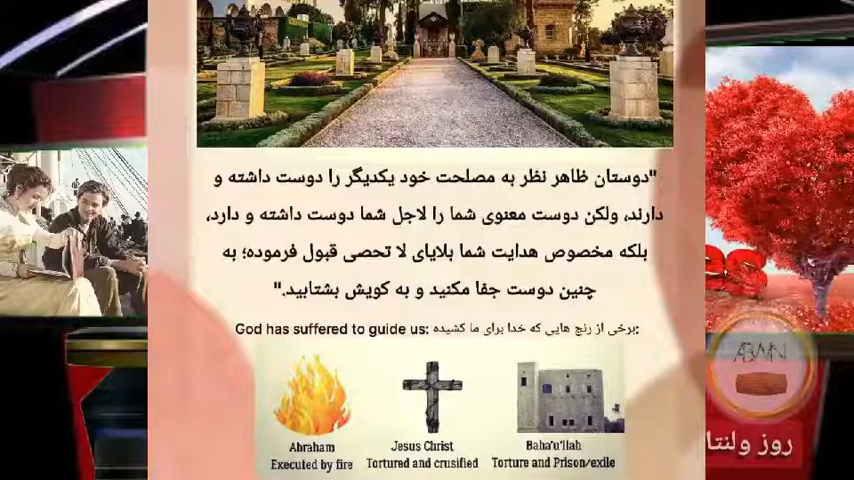 "دوستان ظاهر نظر به مصلحت خود یکدیگر را دوست داشته و
دارند، ولکن دوست معنوی شما را لاجل شما دوست داشته و دارد،
بلکه مخصوص هدایت شما بلایای لا تحصی قبول فرموده؛ به
چنین دوست جفا مکنید و به کویش بشتابید."
God has suffered to guide us: برخی از رنج هایی که خدا برای ما کشیده:
Abraham
Executed by fire
Jesus Christ
Tortured and crusified
Baha'u'llah
Torture and Prison/exile
روز ولنتا